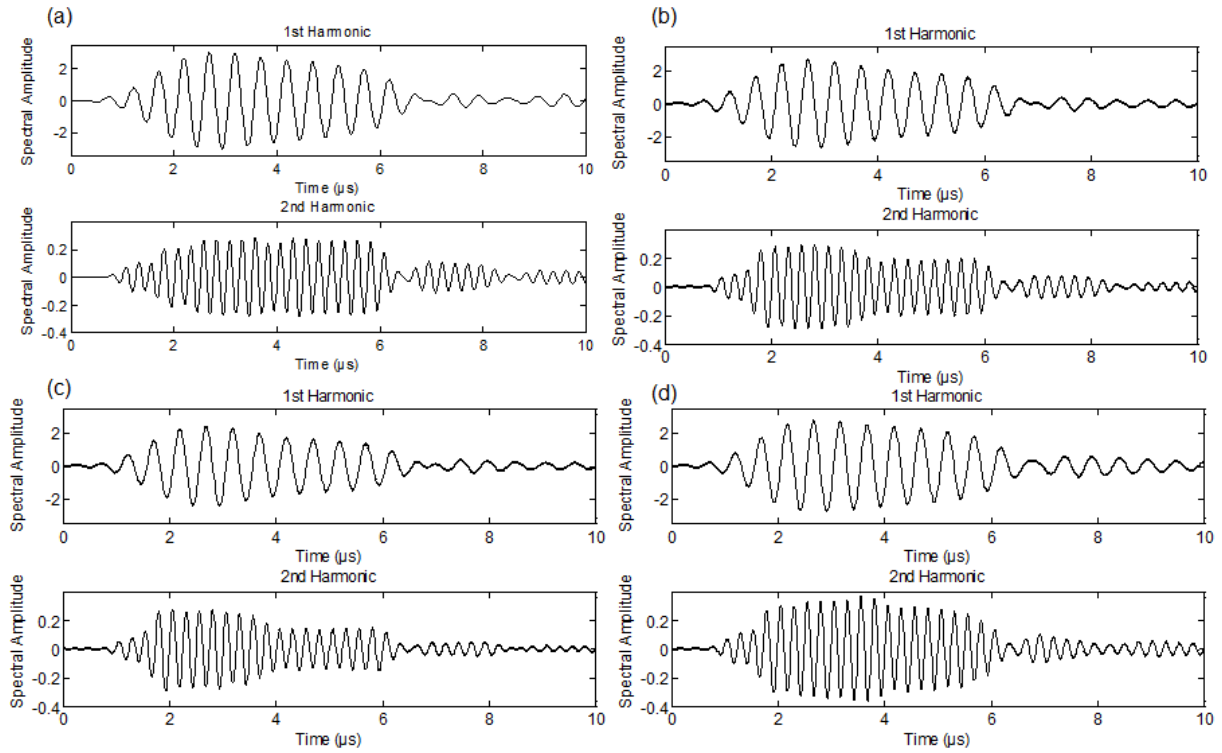 (a)
1st Harmonic
Spectral Amplitude
2
0
-2
0 2 4 6 8 10
Time (µs)
2nd Harmonic
Spectral Amplitude
0.2
0
-0.2
-0.4
0 2 4 6 8 10
Time (µs)
(b)
1st Harmonic
Spectral Amplitude
2
0
-2
0 2 4 6 8 10
Time (µs)
2nd Harmonic
Spectral Amplitude
0.2
0
-0.2
-0.4
0 2 4 6 8 10
Time (µs)
(c)
1st Harmonic
Spectral Amplitude
2
0
-2
0 2 4 6 8 10
Time (µs)
2nd Harmonic
Spectral Amplitude
0.2
0
-0.2
-0.4
0 2 4 6 8 10
Time (µs)
(d)
1st Harmonic
Spectral Amplitude
2
0
-2
0 2 4 6 8 10
Time (µs)
2nd Harmonic
Spectral Amplitude
0.2
0
-0.2
-0.4
0 2 4 6 8 10
Time (µs)